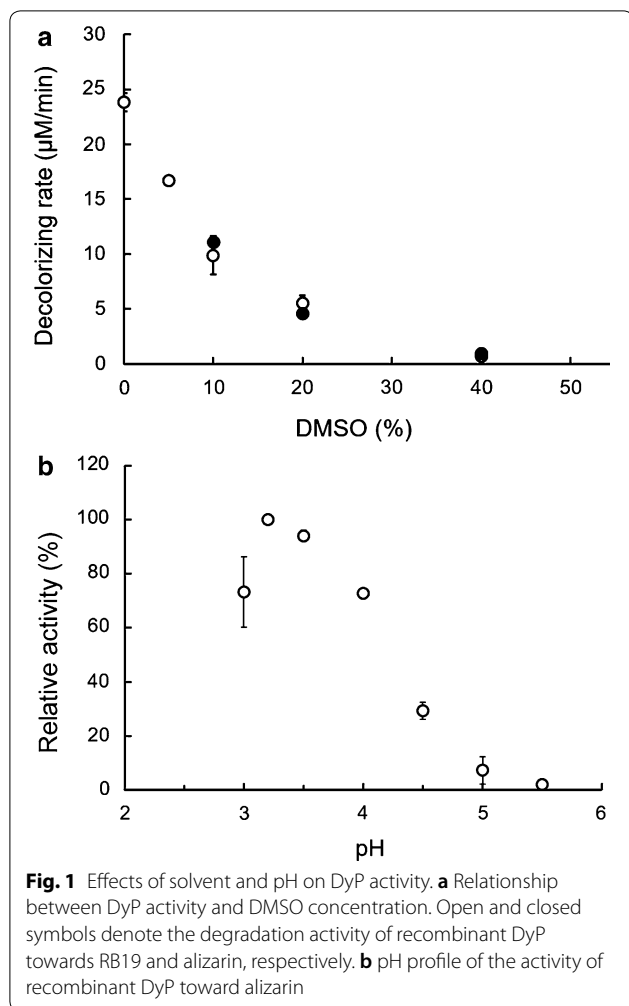 a
30
25
20
15
10
5
0
Decolorizing rate (µM/min)
0 10 20 30 40 50
DMSO (%)
b
120
100
80
60
40
20
0
Relative activity (%)
2 3 4 5 6
pH
Fig. 1 Effects of solvent and pH on DyP activity. a Relationship
between DyP activity and DMSO concentration. Open and closed
symbols denote the degradation activity of recombinant DyP
towards RB19 and alizarin, respectively. b pH profile of the activity of
recombinant DyP toward alizarin